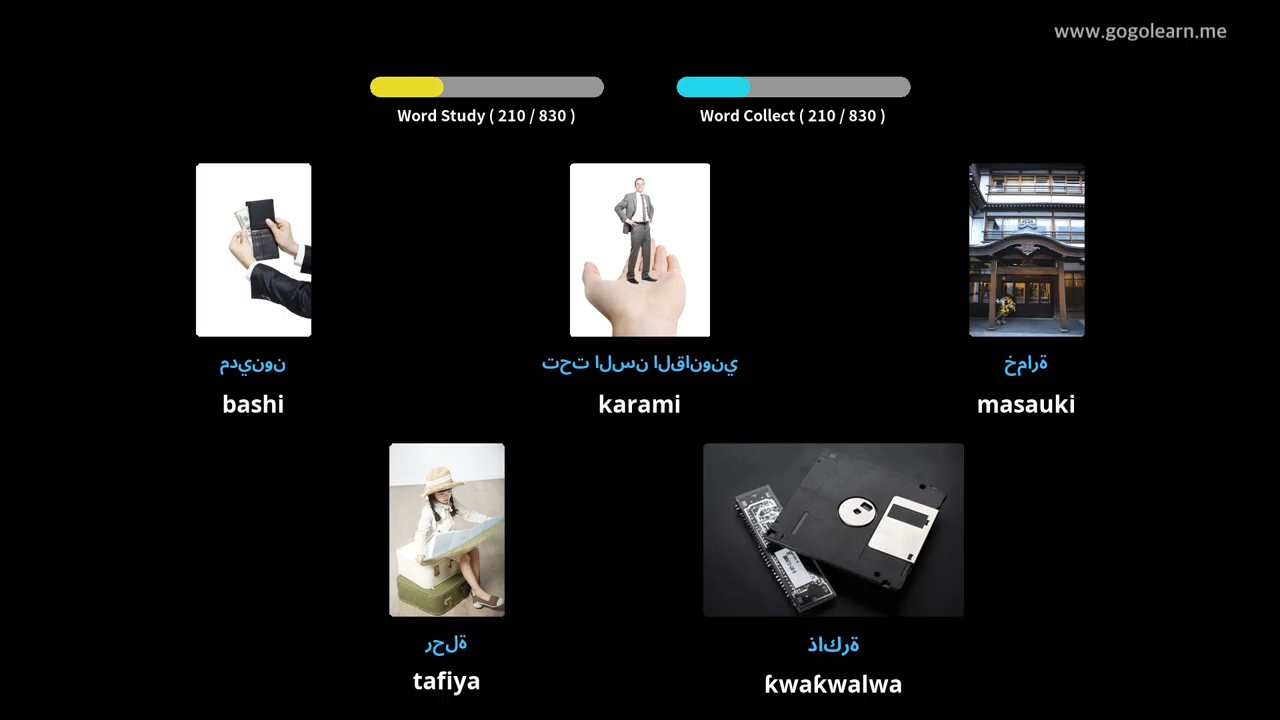 www.gogolearn.me
Word Study ( 210 / 830 )
Word Collect ( 210 / 830 )
مدينون
bashi
تحت السن القانوني
karami
خمارة
masauki
رحلة
tafiya
ذاكرة
ƙwaƙwalwa